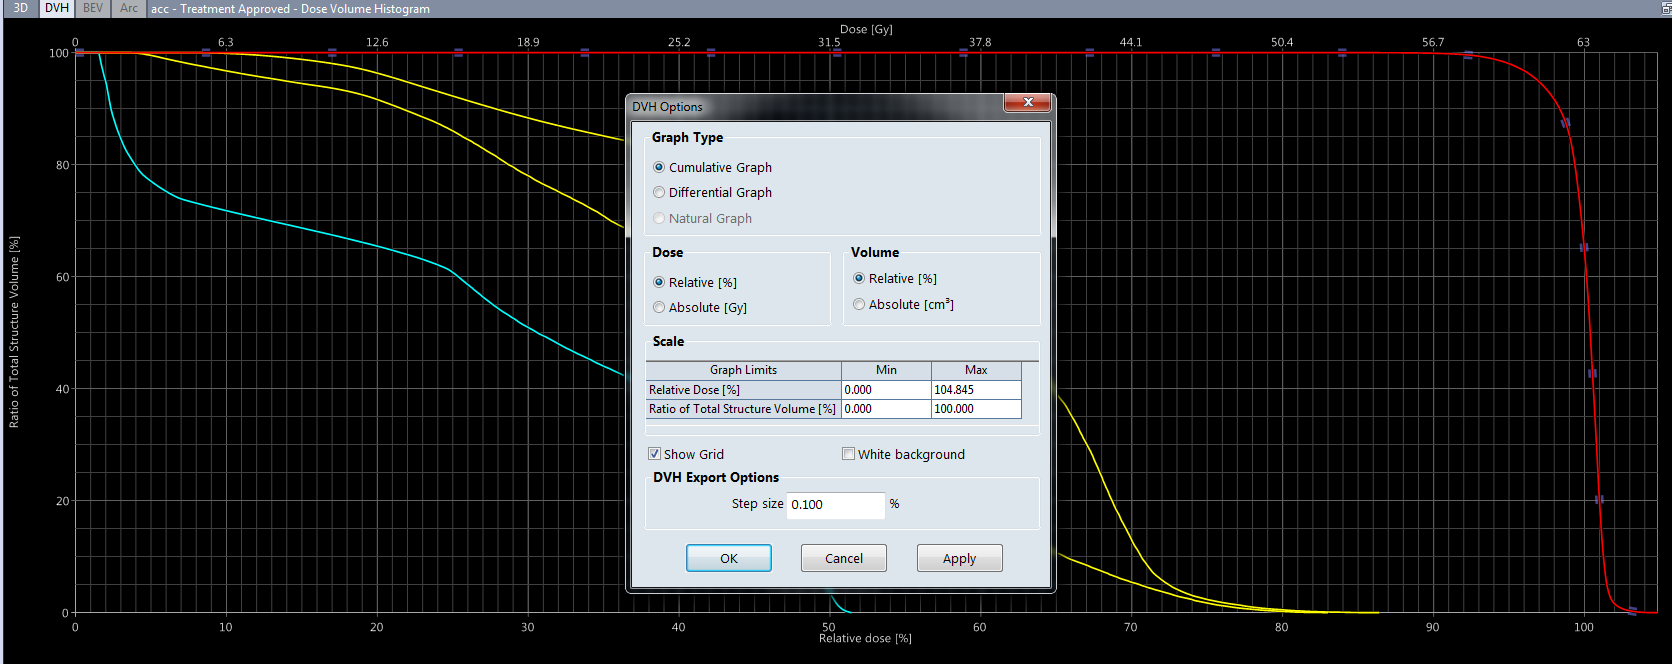 3D DVH BEV Arc acc - Treatment Approved - Dose Volume Histogram
Dose [Gy]
0 6.3 12.6 18.9 25.2 31.5 37.8 44.1 50.4 56.7 63
100
80
60
40
20
0
Ratio of Total Structure Volume [%]
DVH Options
Graph Type
Cumulative Graph
Differential Graph
Natural Graph
Dose
Relative [%]
Absolute [Gy]
Volume
Relative [%]
Absolute [cm³]
Scale
Graph Limits Min Max
Relative Dose [%] 0.000 104.845
Ratio of Total Structure Volume [%] 0.000 100.000
Show Grid White background
DVH Export Options
Step size 0.100 %
OK Cancel Apply
0 10 20 30 40 50 60 70 80 90 100
Relative dose [%]